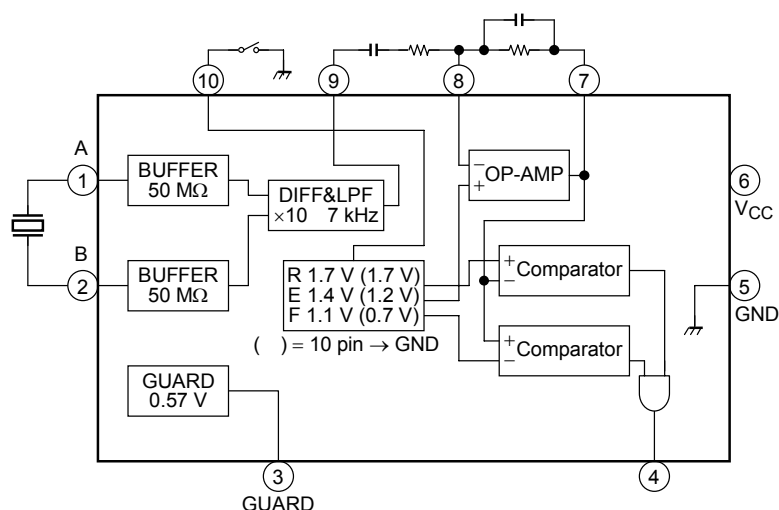 10
9
8
7
A
1
BUFFER
50 MΩ
DIFF&LPF
×10 7 kHz
−
+
OP-AMP
6
VCC
B
2
BUFFER
50 MΩ
R 1.7 V (1.7 V)
E 1.4 V (1.2 V)
F 1.1 V (0.7 V)
( ) = 10 pin → GND
+
−
Comparator
5
GND
+
−
Comparator
GUARD
0.57 V
3
GUARD
4